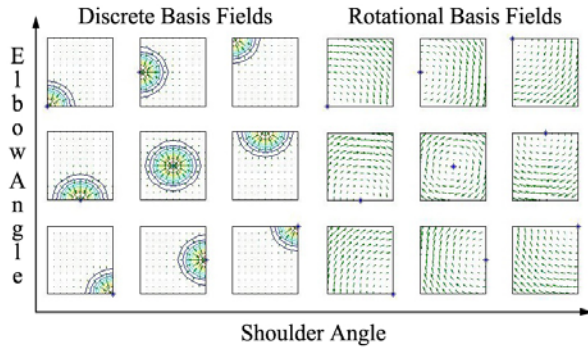 Discrete Basis Fields
Rotational Basis Fields
Elbow Angle
Shoulder Angle